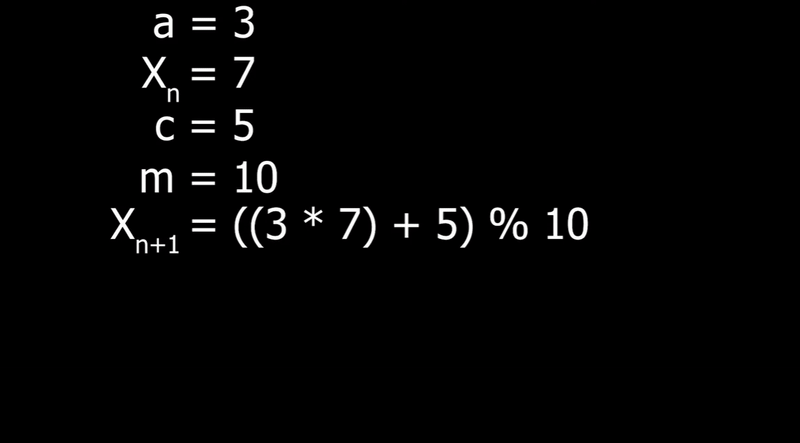 a = 3
Xn = 7
c = 5
m = 10
Xn+1 = ((3 * 7) + 5) % 10